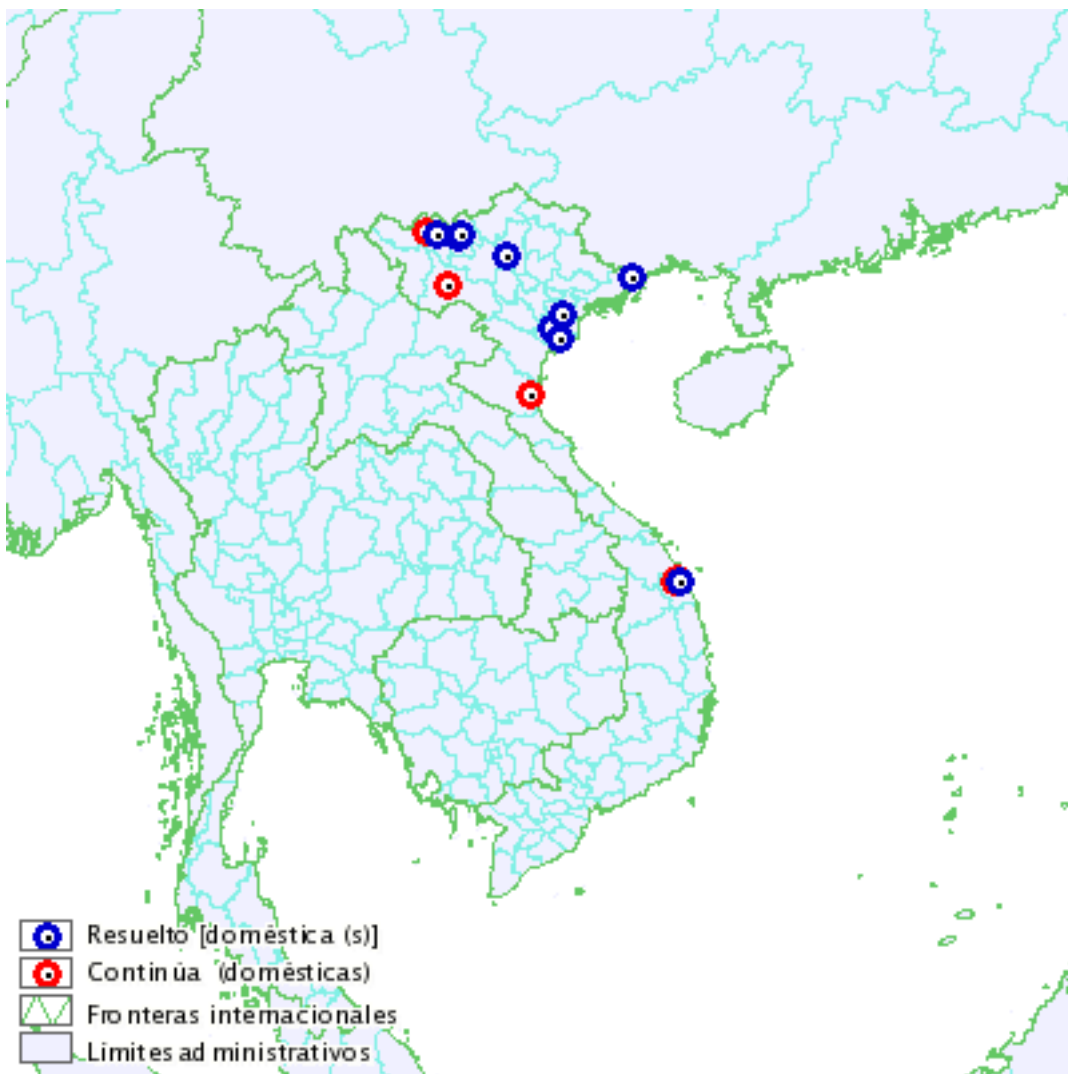 Resuelto [doméstica (s)]
Continúa (domésticas)
Fronteras internacionales
Límites administrativos